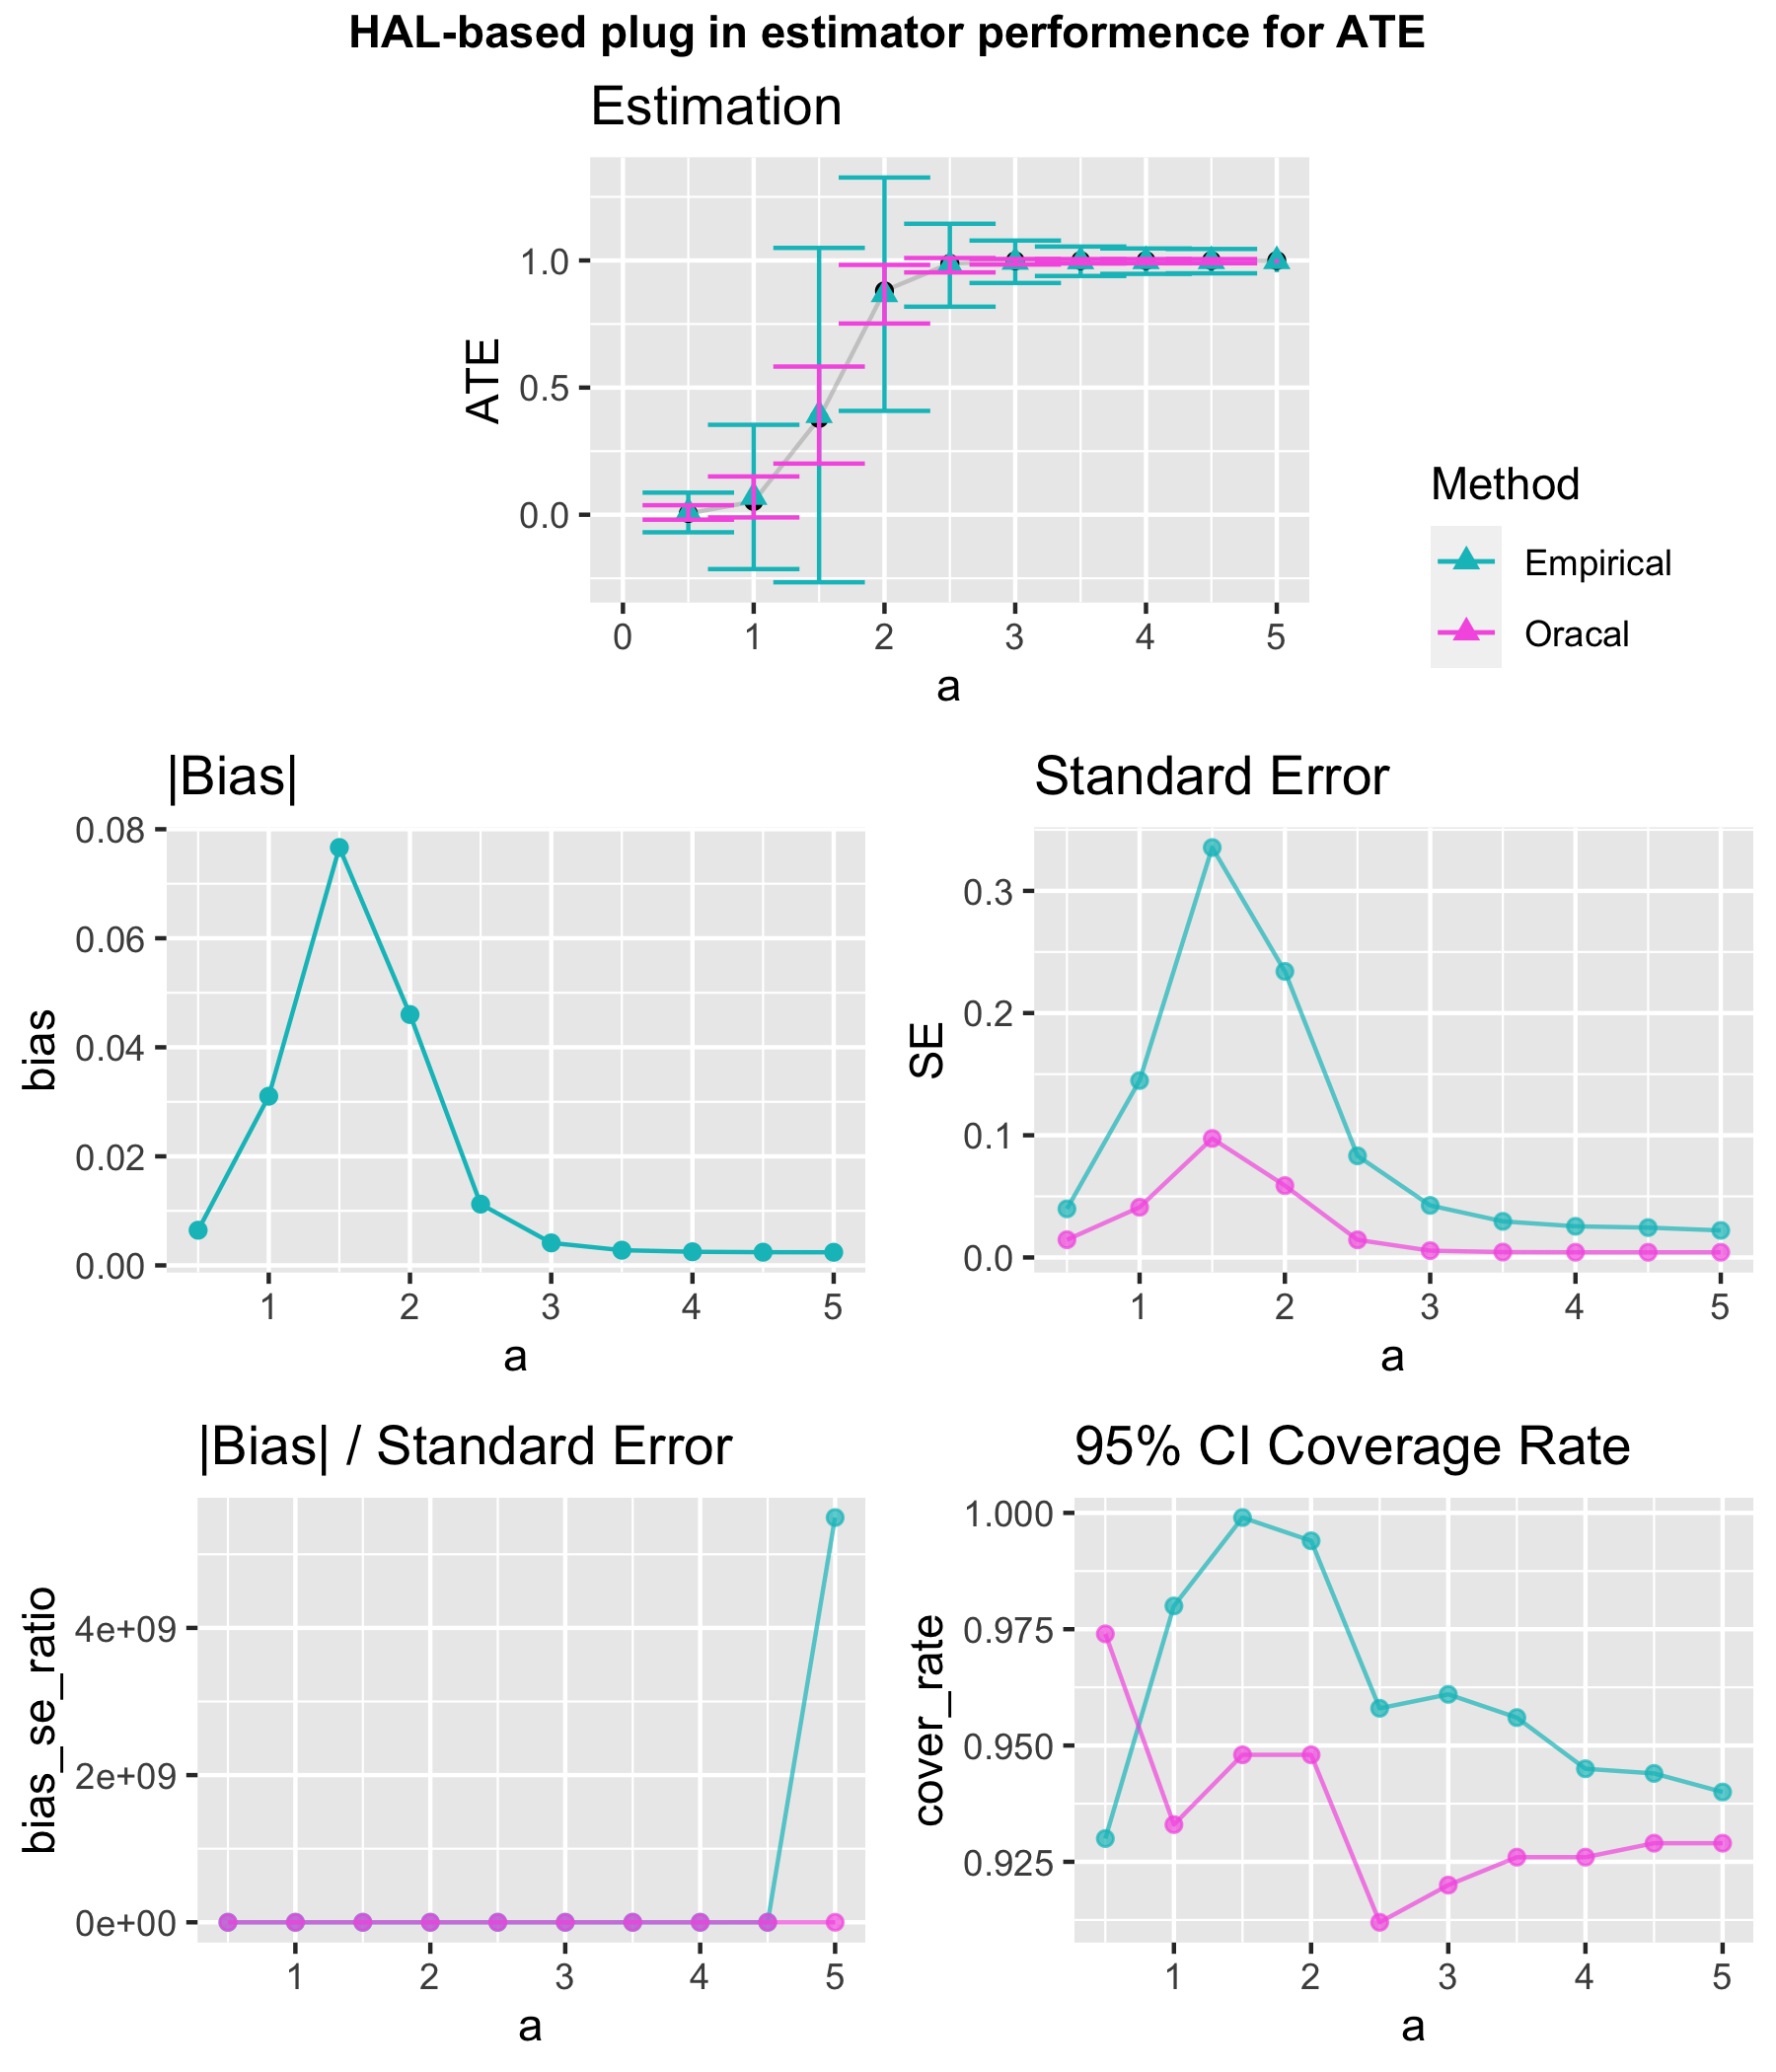 HAL-based plug in estimator performence for ATE
Estimation
ATE
1.0
0.5
0.0
0 1 2 3 4 5
a
Method
Empirical
Oracal
|Bias|
bias
0.08
0.06
0.04
0.02
0.00
1 2 3 4 5
a
Standard Error
SE
0.3
0.2
0.1
0.0
1 2 3 4 5
a
|Bias| / Standard Error
bias_se_ratio
4e+09
2e+09
0e+00
1 2 3 4 5
a
95% CI Coverage Rate
cover_rate
1.000
0.975
0.950
0.925
1 2 3 4 5
a